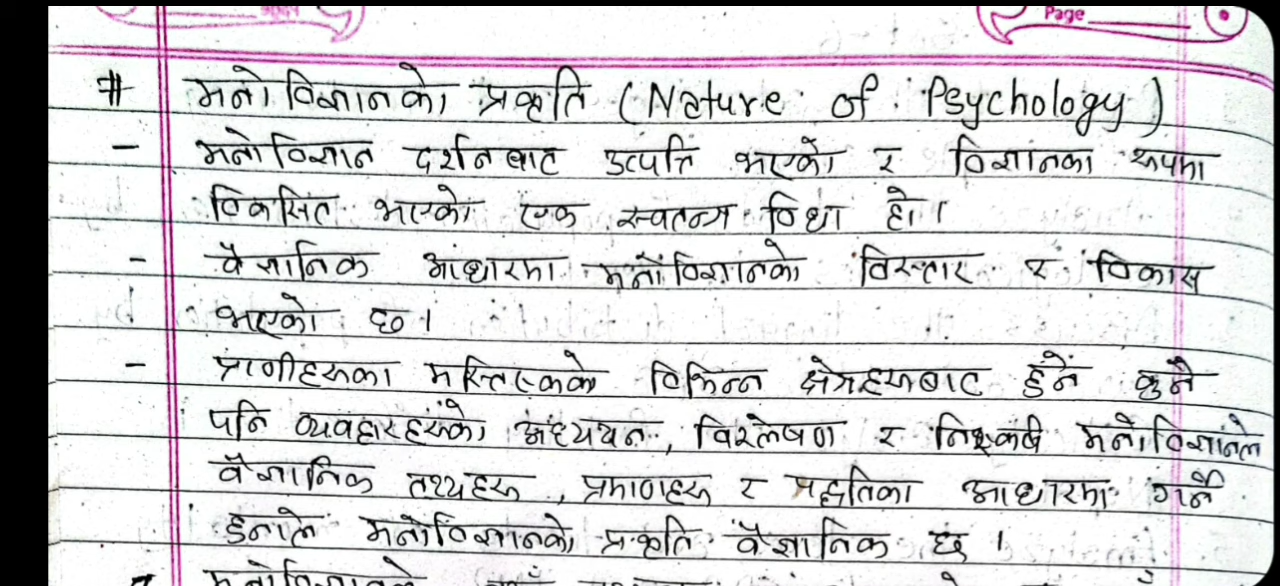 Page
# मनोविज्ञानको प्रकृति (Nature of Psychology)
- मनोविज्ञान दर्शनबाट उत्पत्ति भएको र विज्ञानका रूपमा
विकसित भएको एक स्वतन्त्र विधा हो।
- वैज्ञानिक आधारमा मनोविज्ञानको विस्तार र विकास
भएको छ।
- प्राणीहरूका मस्तिष्कको विभिन्न क्षेत्रहरूबाट हुने कुनै
पनि व्यवहारहरूको अध्ययन, विश्लेषण र निष्कर्ष मनोविज्ञानले
वैज्ञानिक तथ्यहरू, प्रमाणहरू र पद्धतिका आधारमा गर्ने
हुनाले मनोविज्ञानको प्रकृति वैज्ञानिक छ।